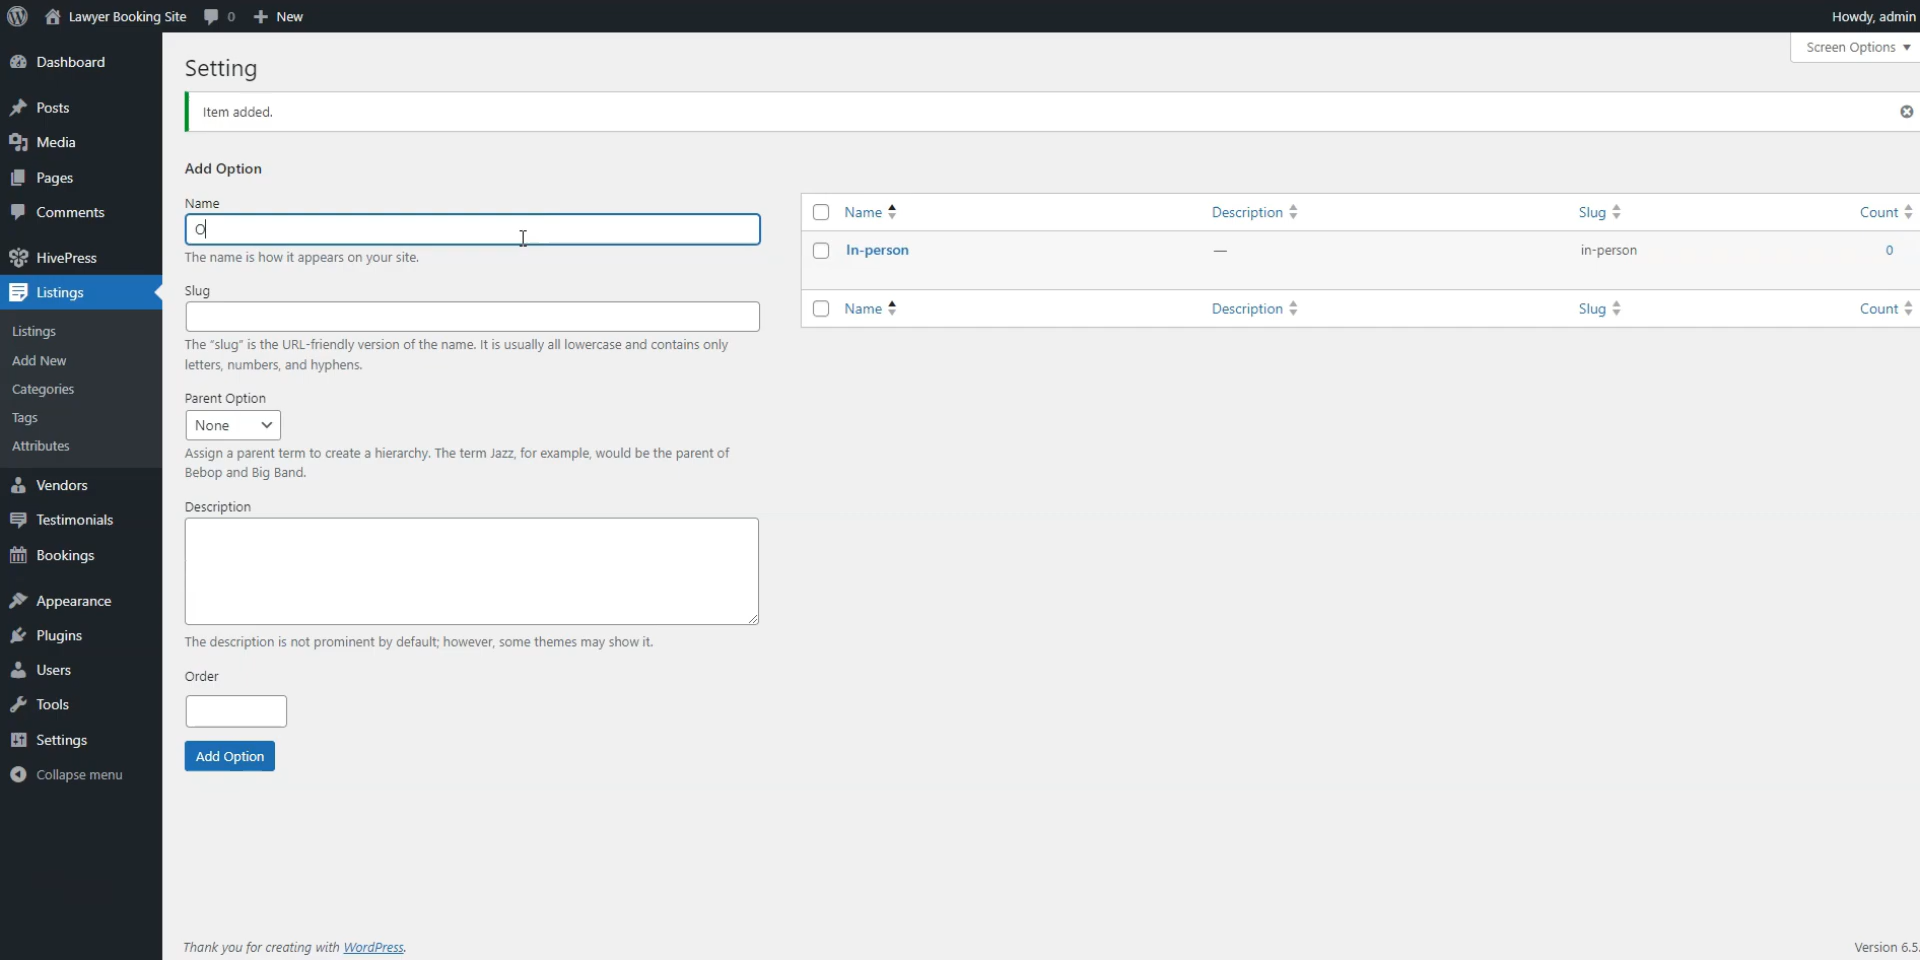 Lawyer Booking Site 0 New Howdy, admin
Screen Options
Dashboard
Posts
Media
Pages
Comments
HivePress
Listings
Listings
Add New
Categories
Tags
Attributes
Vendors
Testimonials
Bookings
Appearance
Plugins
Users
Tools
Settings
Collapse menu
Setting
Item added.
Add Option
Name
O
The name is how it appears on your site.
Slug
The “slug” is the URL-friendly version of the name. It is usually all lowercase and contains only
letters, numbers, and hyphens.
Parent Option
None
Assign a parent term to create a hierarchy. The term Jazz, for example, would be the parent of
Bebop and Big Band.
Description
The description is not prominent by default; however, some themes may show it.
Order
Add Option
Name Description Slug Count
In-person — in-person 0
Name Description Slug Count
Thank you for creating with WordPress.
Version 6.5.